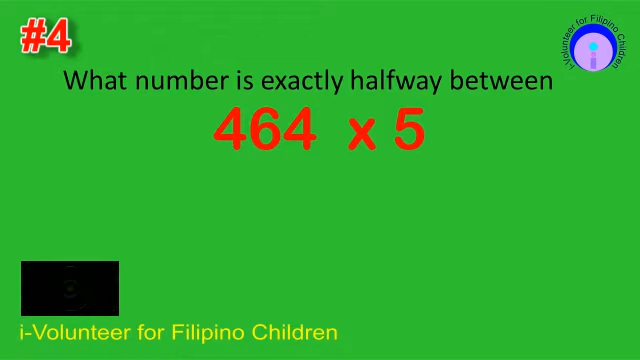 #4
i-Volunteer for Filipino Children
What number is exactly halfway between
464 x 5
i-Volunteer for Filipino Children